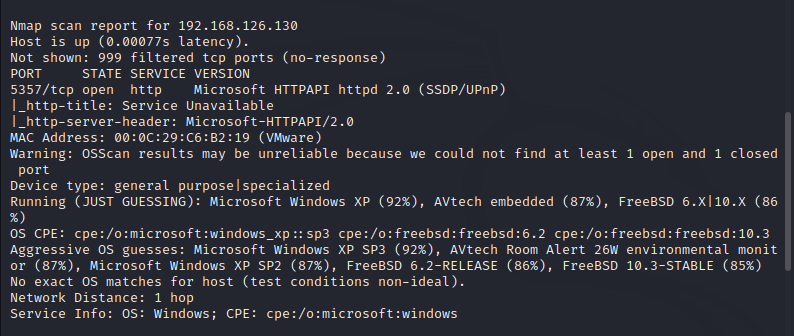 Nmap scan report for 192.168.126.130
Host is up (0.00077s latency).
Not shown: 999 filtered tcp ports (no-response)
PORT     STATE SERVICE VERSION
5357/tcp open  http    Microsoft HTTPAPI httpd 2.0 (SSDP/UPnP)
|_http-title: Service Unavailable
|_http-server-header: Microsoft-HTTPAPI/2.0
MAC Address: 00:0C:29:C6:B2:19 (VMware)
Warning: OSScan results may be unreliable because we could not find at least 1 open and 1 closed
 port
Device type: general purpose|specialized
Running (JUST GUESSING): Microsoft Windows XP (92%), AVtech embedded (87%), FreeBSD 6.X|10.X (86
%)
OS CPE: cpe:/o:microsoft:windows_xp::sp3 cpe:/o:freebsd:freebsd:6.2 cpe:/o:freebsd:freebsd:10.3
Aggressive OS guesses: Microsoft Windows XP SP3 (92%), AVtech Room Alert 26W environmental monit
or (87%), Microsoft Windows XP SP2 (87%), FreeBSD 6.2-RELEASE (86%), FreeBSD 10.3-STABLE (85%)
No exact OS matches for host (test conditions non-ideal).
Network Distance: 1 hop
Service Info: OS: Windows; CPE: cpe:/o:microsoft:windows